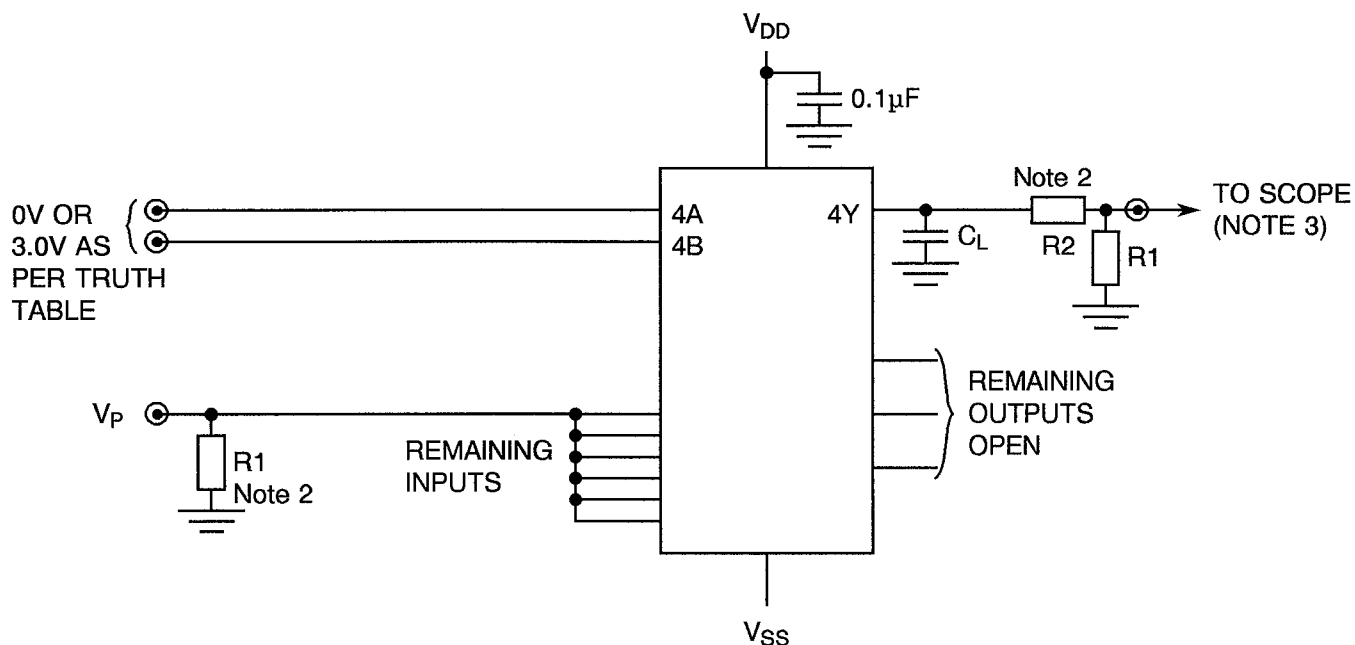 VDD
0.1µF
0V OR
3.0V AS
PER TRUTH
TABLE
4A
4B
4Y
CL
Note 2
R2
R1
TO SCOPE
(NOTE 3)
VP
R1
Note 2
REMAINING
INPUTS
REMAINING
OUTPUTS
OPEN
VSS